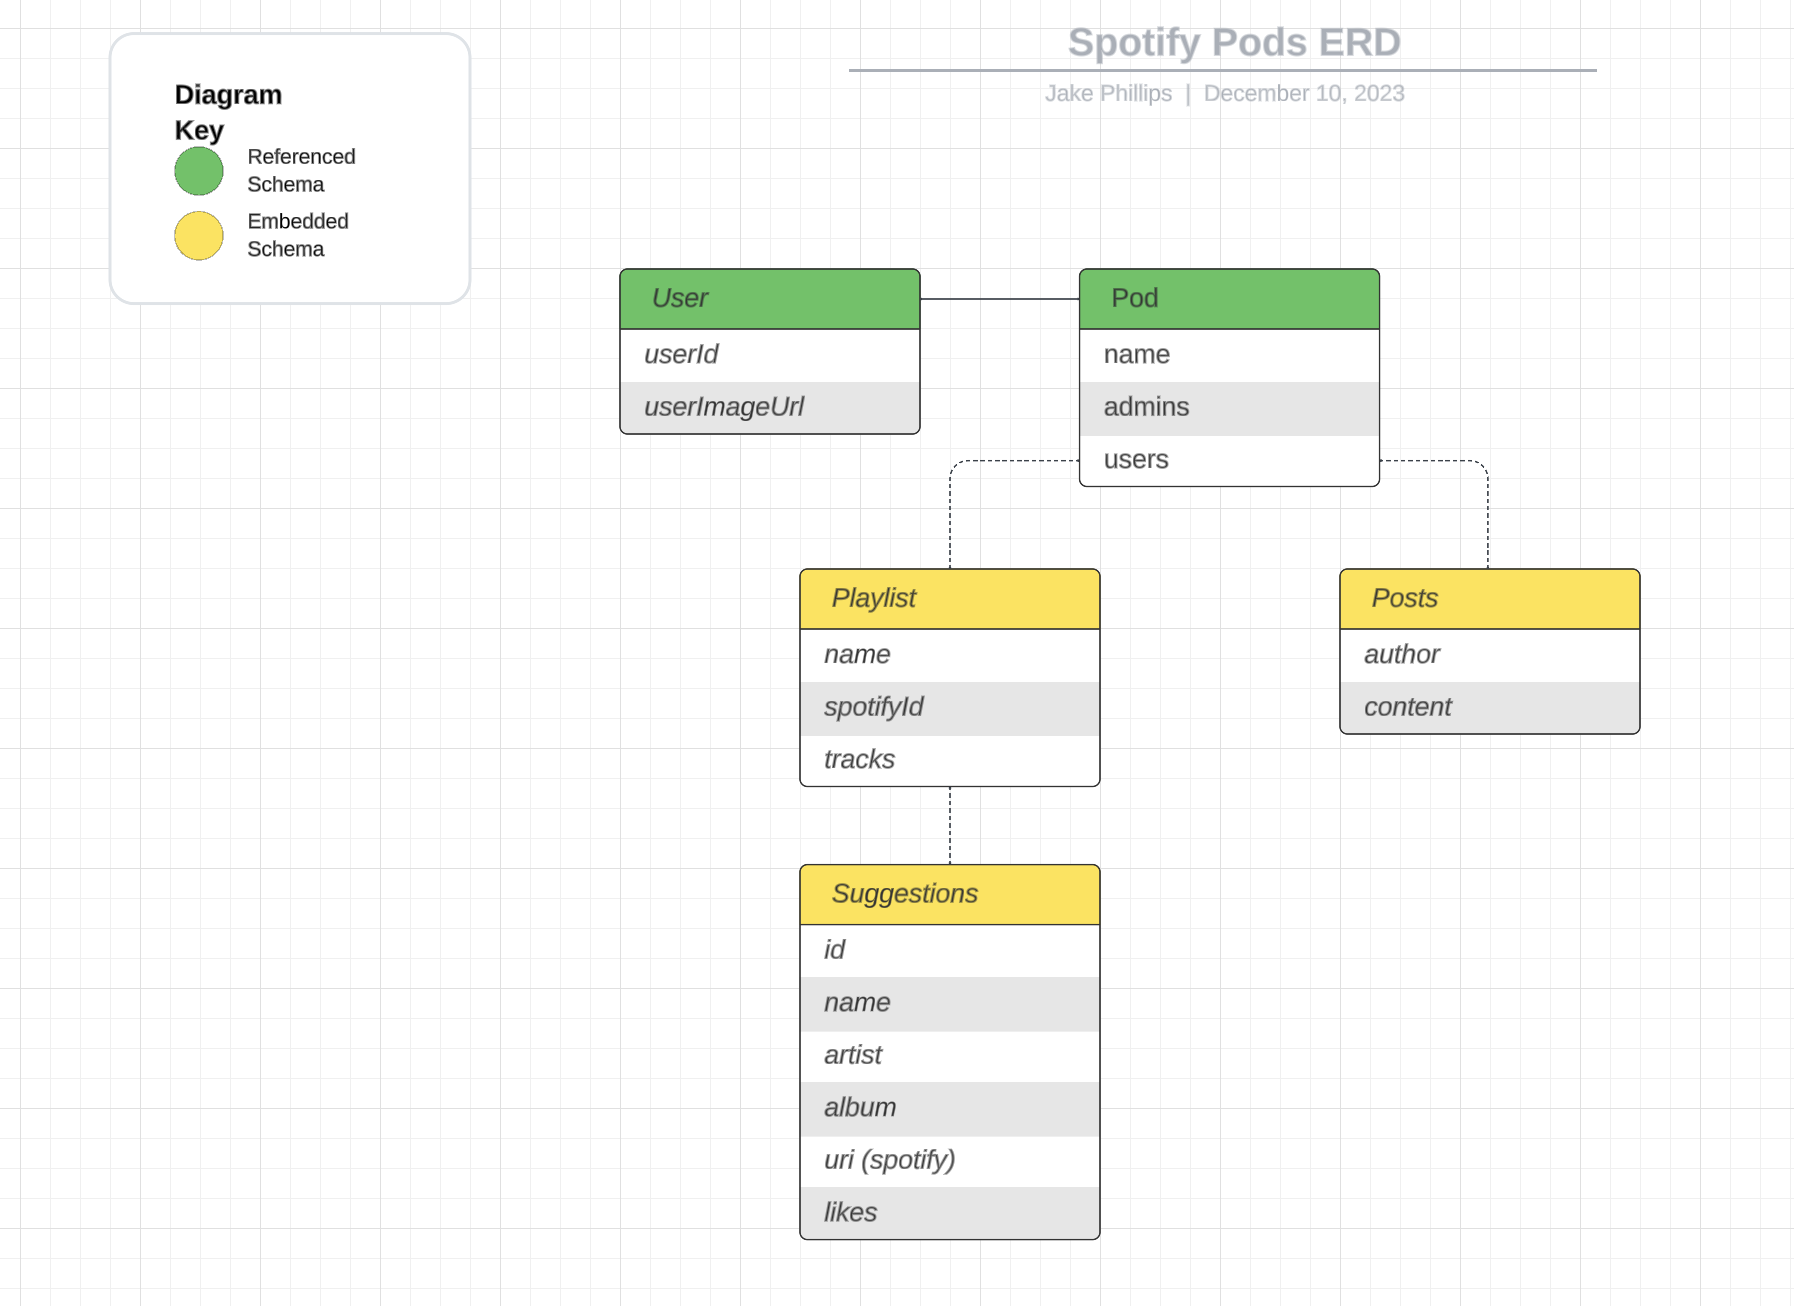 Spotify Pods ERD
Jake Phillips | December 10, 2023
Diagram
Key
Referenced
Schema
Embedded
Schema
User
userId
userImageUrl
Pod
name
admins
users
Playlist
name
spotifyId
tracks
Posts
author
content
Suggestions
id
name
artist
album
uri (spotify)
likes